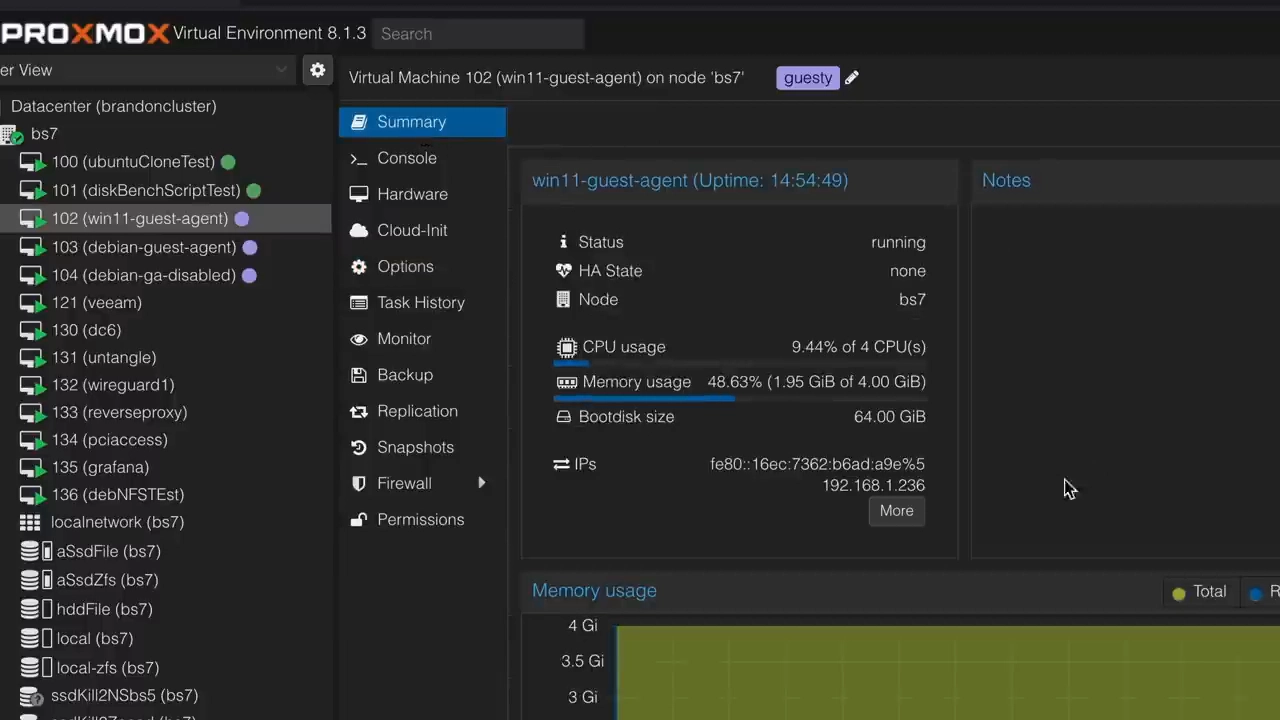 PROXMOX Virtual Environment 8.1.3 Search
er View
Datacenter (brandoncluster)
bs7
100 (ubuntuCloneTest)
101 (diskBenchScriptTest)
102 (win11-guest-agent)
103 (debian-guest-agent)
104 (debian-ga-disabled)
121 (veeam)
130 (dc6)
131 (untangle)
132 (wireguard1)
133 (reverseproxy)
134 (pciaccess)
135 (grafana)
136 (debNFSTEst)
localnetwork (bs7)
aSsdFile (bs7)
aSsdZfs (bs7)
hddFile (bs7)
local (bs7)
local-zfs (bs7)
ssdKill2NSbs5 (bs7)
Virtual Machine 102 (win11-guest-agent) on node 'bs7' guesty
Summary
Console
Hardware
Cloud-Init
Options
Task History
Monitor
Backup
Replication
Snapshots
Firewall
Permissions
win11-guest-agent (Uptime: 14:54:49)
Status running
HA State none
Node bs7
CPU usage 9.44% of 4 CPU(s)
Memory usage 48.63% (1.95 GiB of 4.00 GiB)
Bootdisk size 64.00 GiB
IPs fe80::16ec:7362:b6ad:a9e%5
192.168.1.236
More
Notes
Memory usage
Total R
4 Gi
3.5 Gi
3 Gi